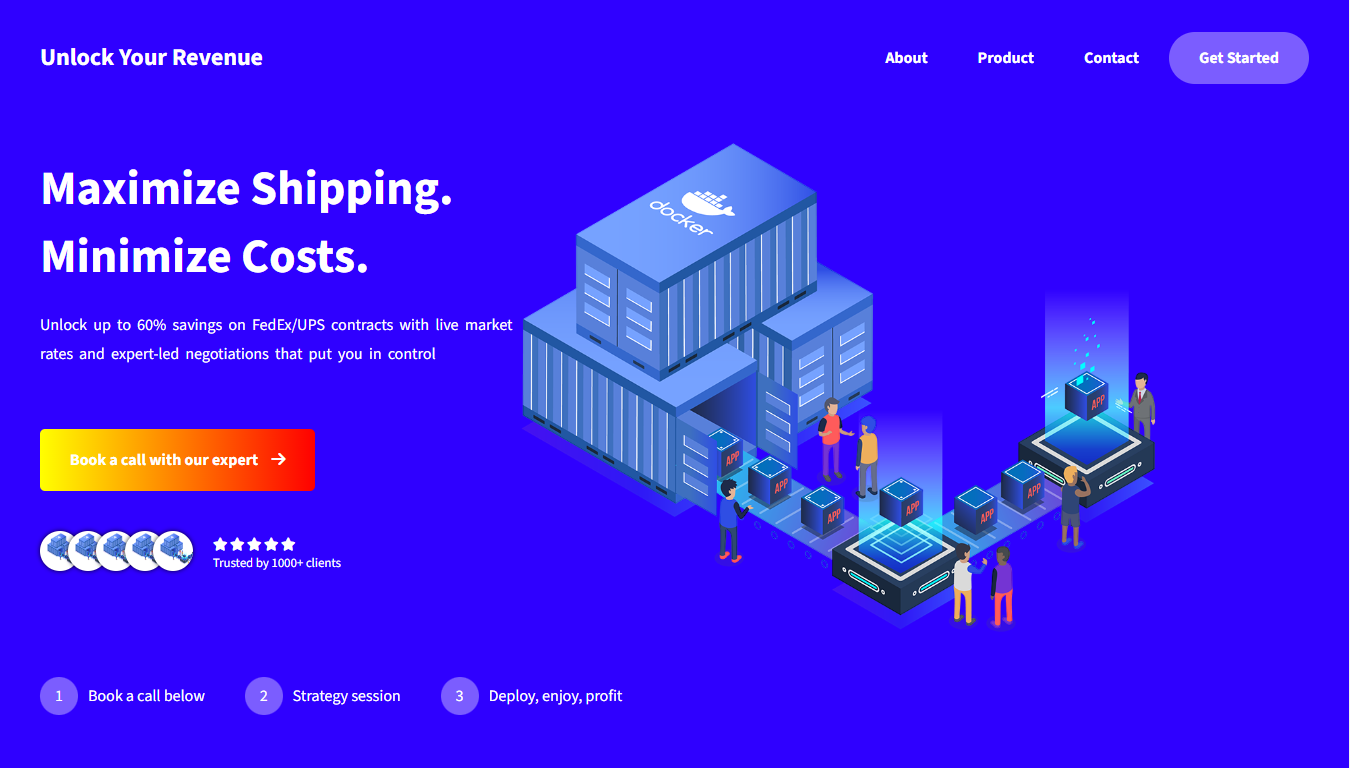 Unlock Your Revenue
About
Product
Contact
Get Started
Maximize Shipping.
Minimize Costs.
Unlock up to 60% savings on FedEx/UPS contracts with live market
rates and expert-led negotiations that put you in control
docker
Book a call with our expert
APP
APP
APP
APP
APP
APP
APP
Trusted by 1000+ clients
1 Book a call below
2 Strategy session
3 Deploy, enjoy, profit